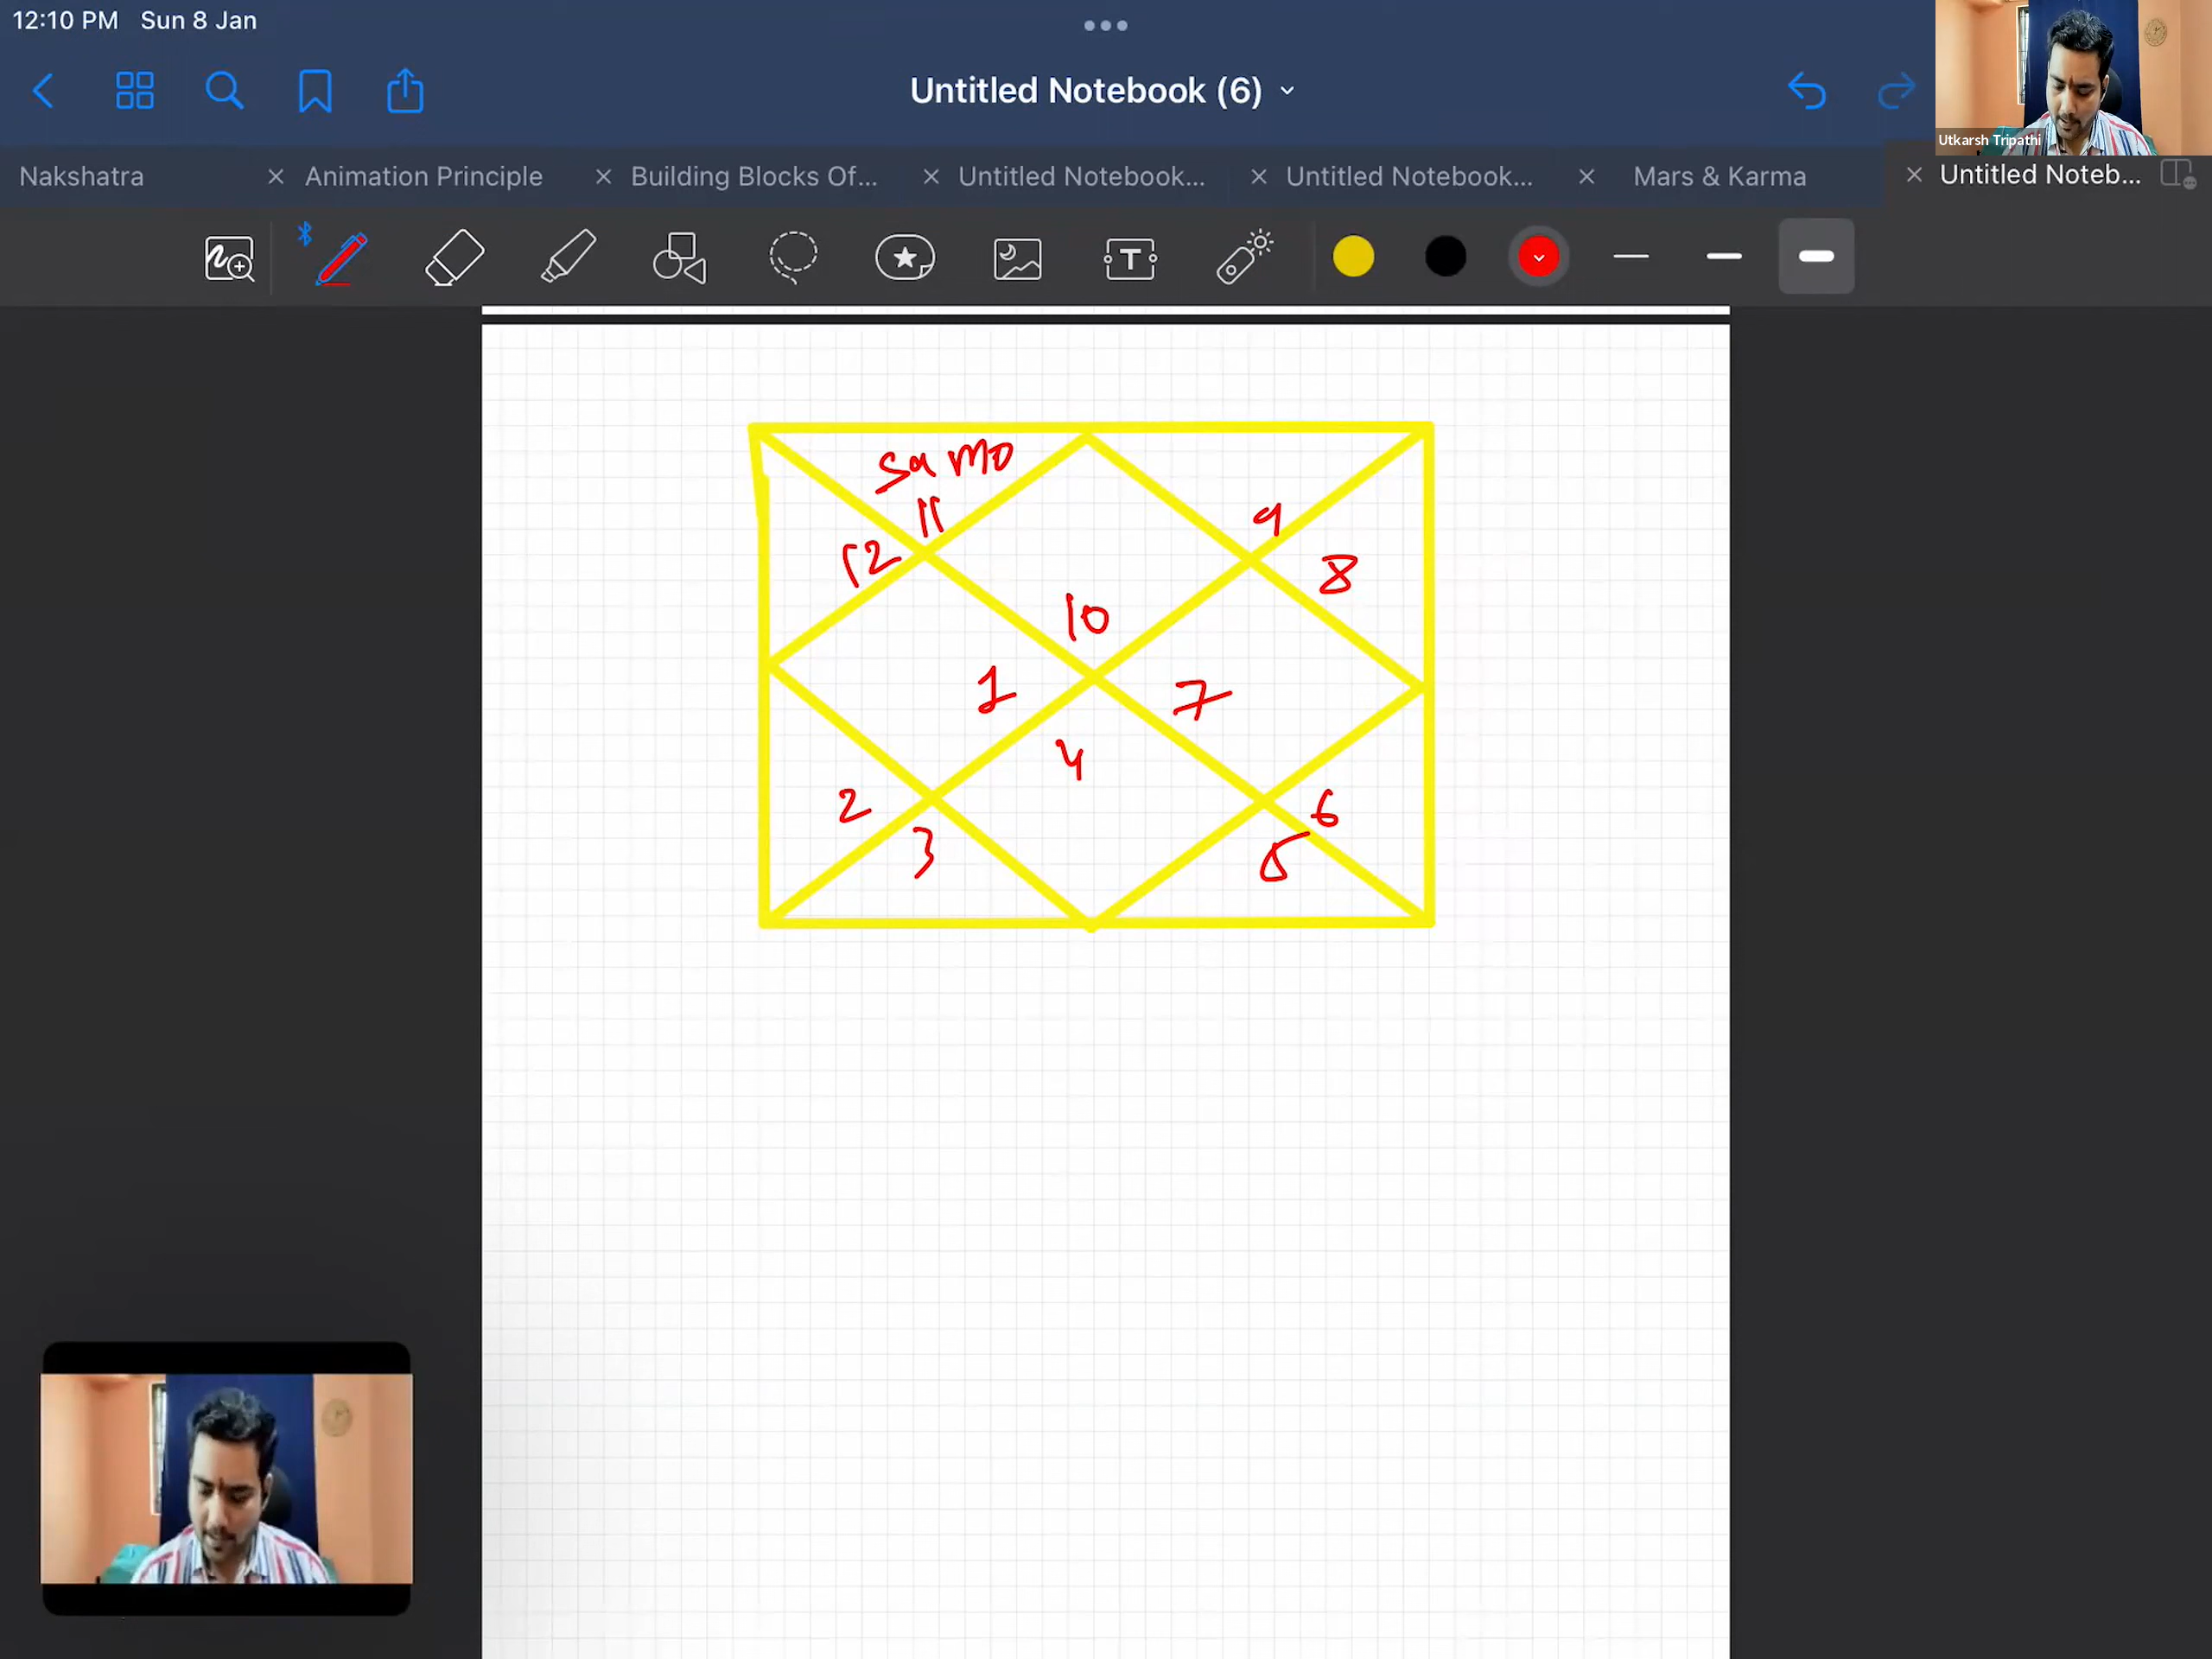 12:10 PM Sun 8 Jan
Untitled Notebook (6)
Utkarsh Tripathi
Nakshatra
Animation Principle
Building Blocks Of...
Untitled Notebook...
Untitled Notebook...
Mars & Karma
Untitled Noteb...
T
Sa Mo
11
9
12
8
10
1
7
4
2
6
3
5